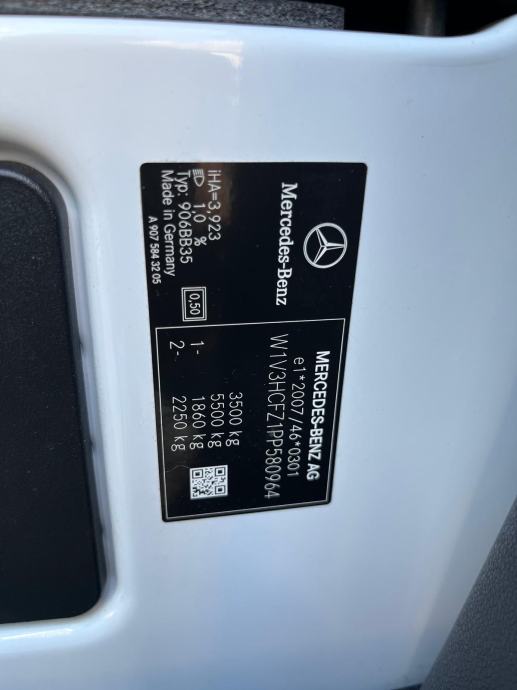 Mercedes-Benz
iHA=3,923
1,0 %
Typ: 906BB35
Made in Germany
A 907 584 32 05
0,50
MERCEDES-BENZ AG
e1*2007/46*0301
W1V3HCFZ1PP580964
3500 kg
5500 kg
1- 1860 kg
2- 2250 kg